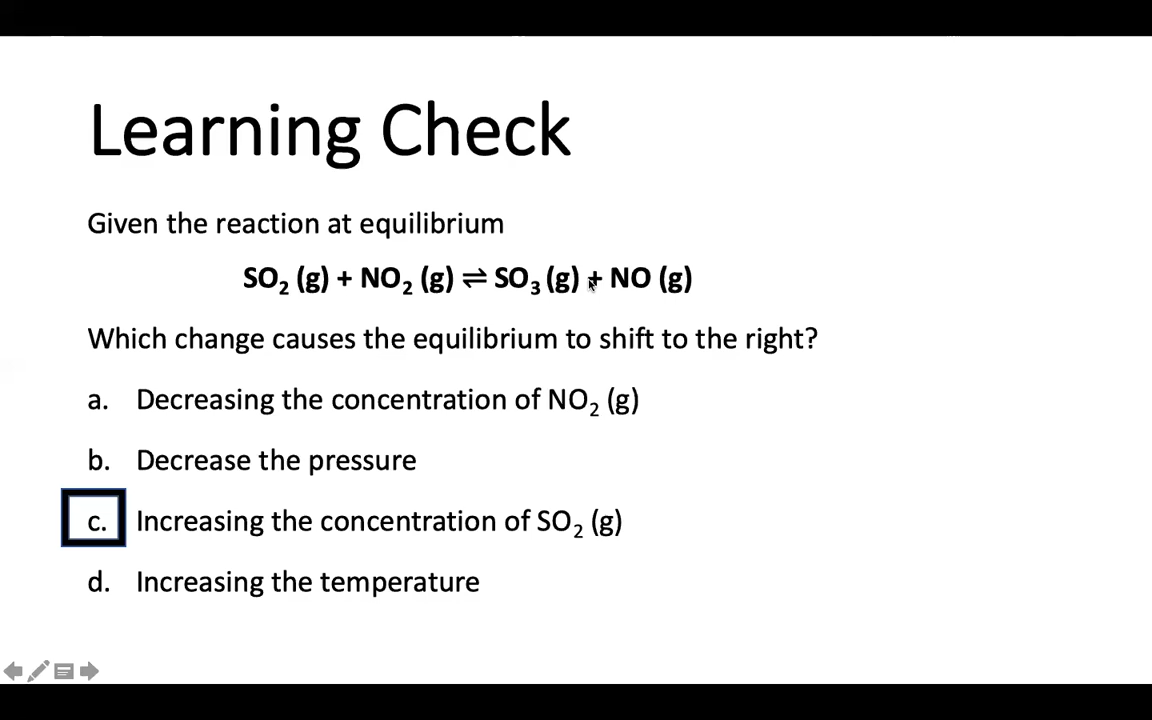 Learning Check
Given the reaction at equilibrium
SO₂ (g) + NO₂ (g) ⇌ SO₃ (g) + NO (g)
Which change causes the equilibrium to shift to the right?
a. Decreasing the concentration of NO₂ (g)
b. Decrease the pressure
c. Increasing the concentration of SO₂ (g)
d. Increasing the temperature